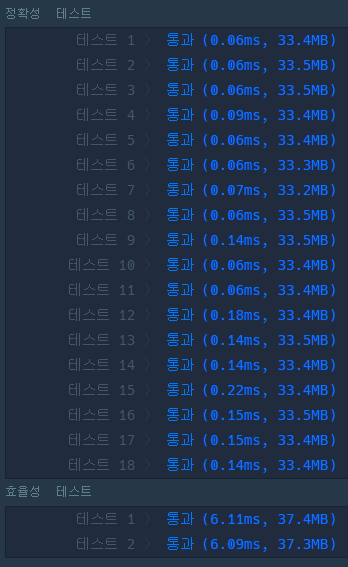 정확성 테스트
테스트 1 〉 통과 (0.06ms, 33.4MB)
테스트 2 〉 통과 (0.06ms, 33.5MB)
테스트 3 〉 통과 (0.06ms, 33.5MB)
테스트 4 〉 통과 (0.09ms, 33.4MB)
테스트 5 〉 통과 (0.06ms, 33.4MB)
테스트 6 〉 통과 (0.06ms, 33.3MB)
테스트 7 〉 통과 (0.07ms, 33.2MB)
테스트 8 〉 통과 (0.06ms, 33.5MB)
테스트 9 〉 통과 (0.14ms, 33.5MB)
테스트 10 〉 통과 (0.06ms, 33.4MB)
테스트 11 〉 통과 (0.06ms, 33.4MB)
테스트 12 〉 통과 (0.18ms, 33.4MB)
테스트 13 〉 통과 (0.14ms, 33.5MB)
테스트 14 〉 통과 (0.14ms, 33.4MB)
테스트 15 〉 통과 (0.22ms, 33.4MB)
테스트 16 〉 통과 (0.15ms, 33.5MB)
테스트 17 〉 통과 (0.15ms, 33.4MB)
테스트 18 〉 통과 (0.14ms, 33.4MB)
효율성 테스트
테스트 1 〉 통과 (6.11ms, 37.4MB)
테스트 2 〉 통과 (6.09ms, 37.3MB)